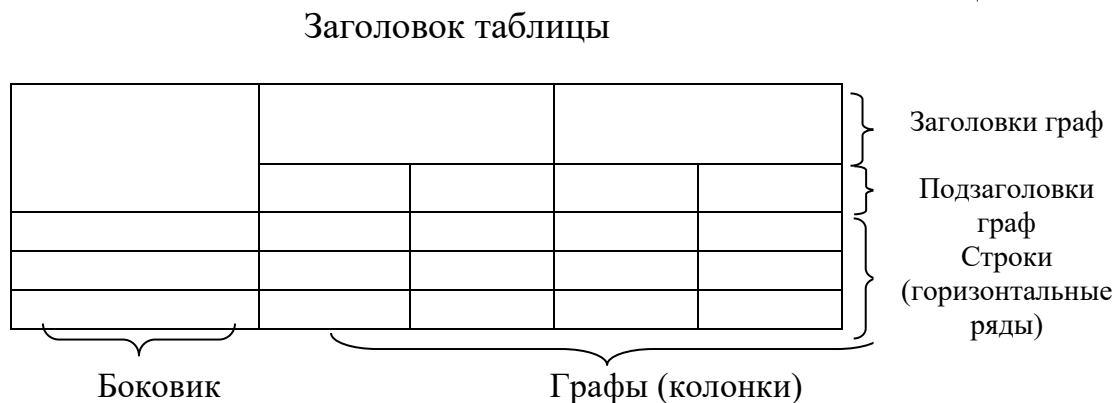 Заголовок таблицы
Заголовки граф
Подзаголовки
граф
Строки
(горизонтальные
ряды)
Боковик
Графы (колонки)